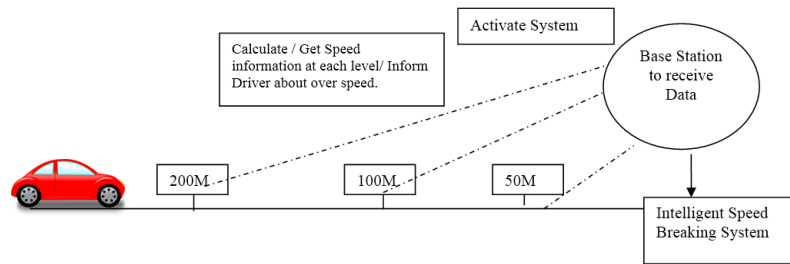 Activate System
Calculate / Get Speed
information at each level/ Inform
Driver about over speed.
Base Station
to receive
Data
200M
100M
50M
Intelligent Speed
Breaking System